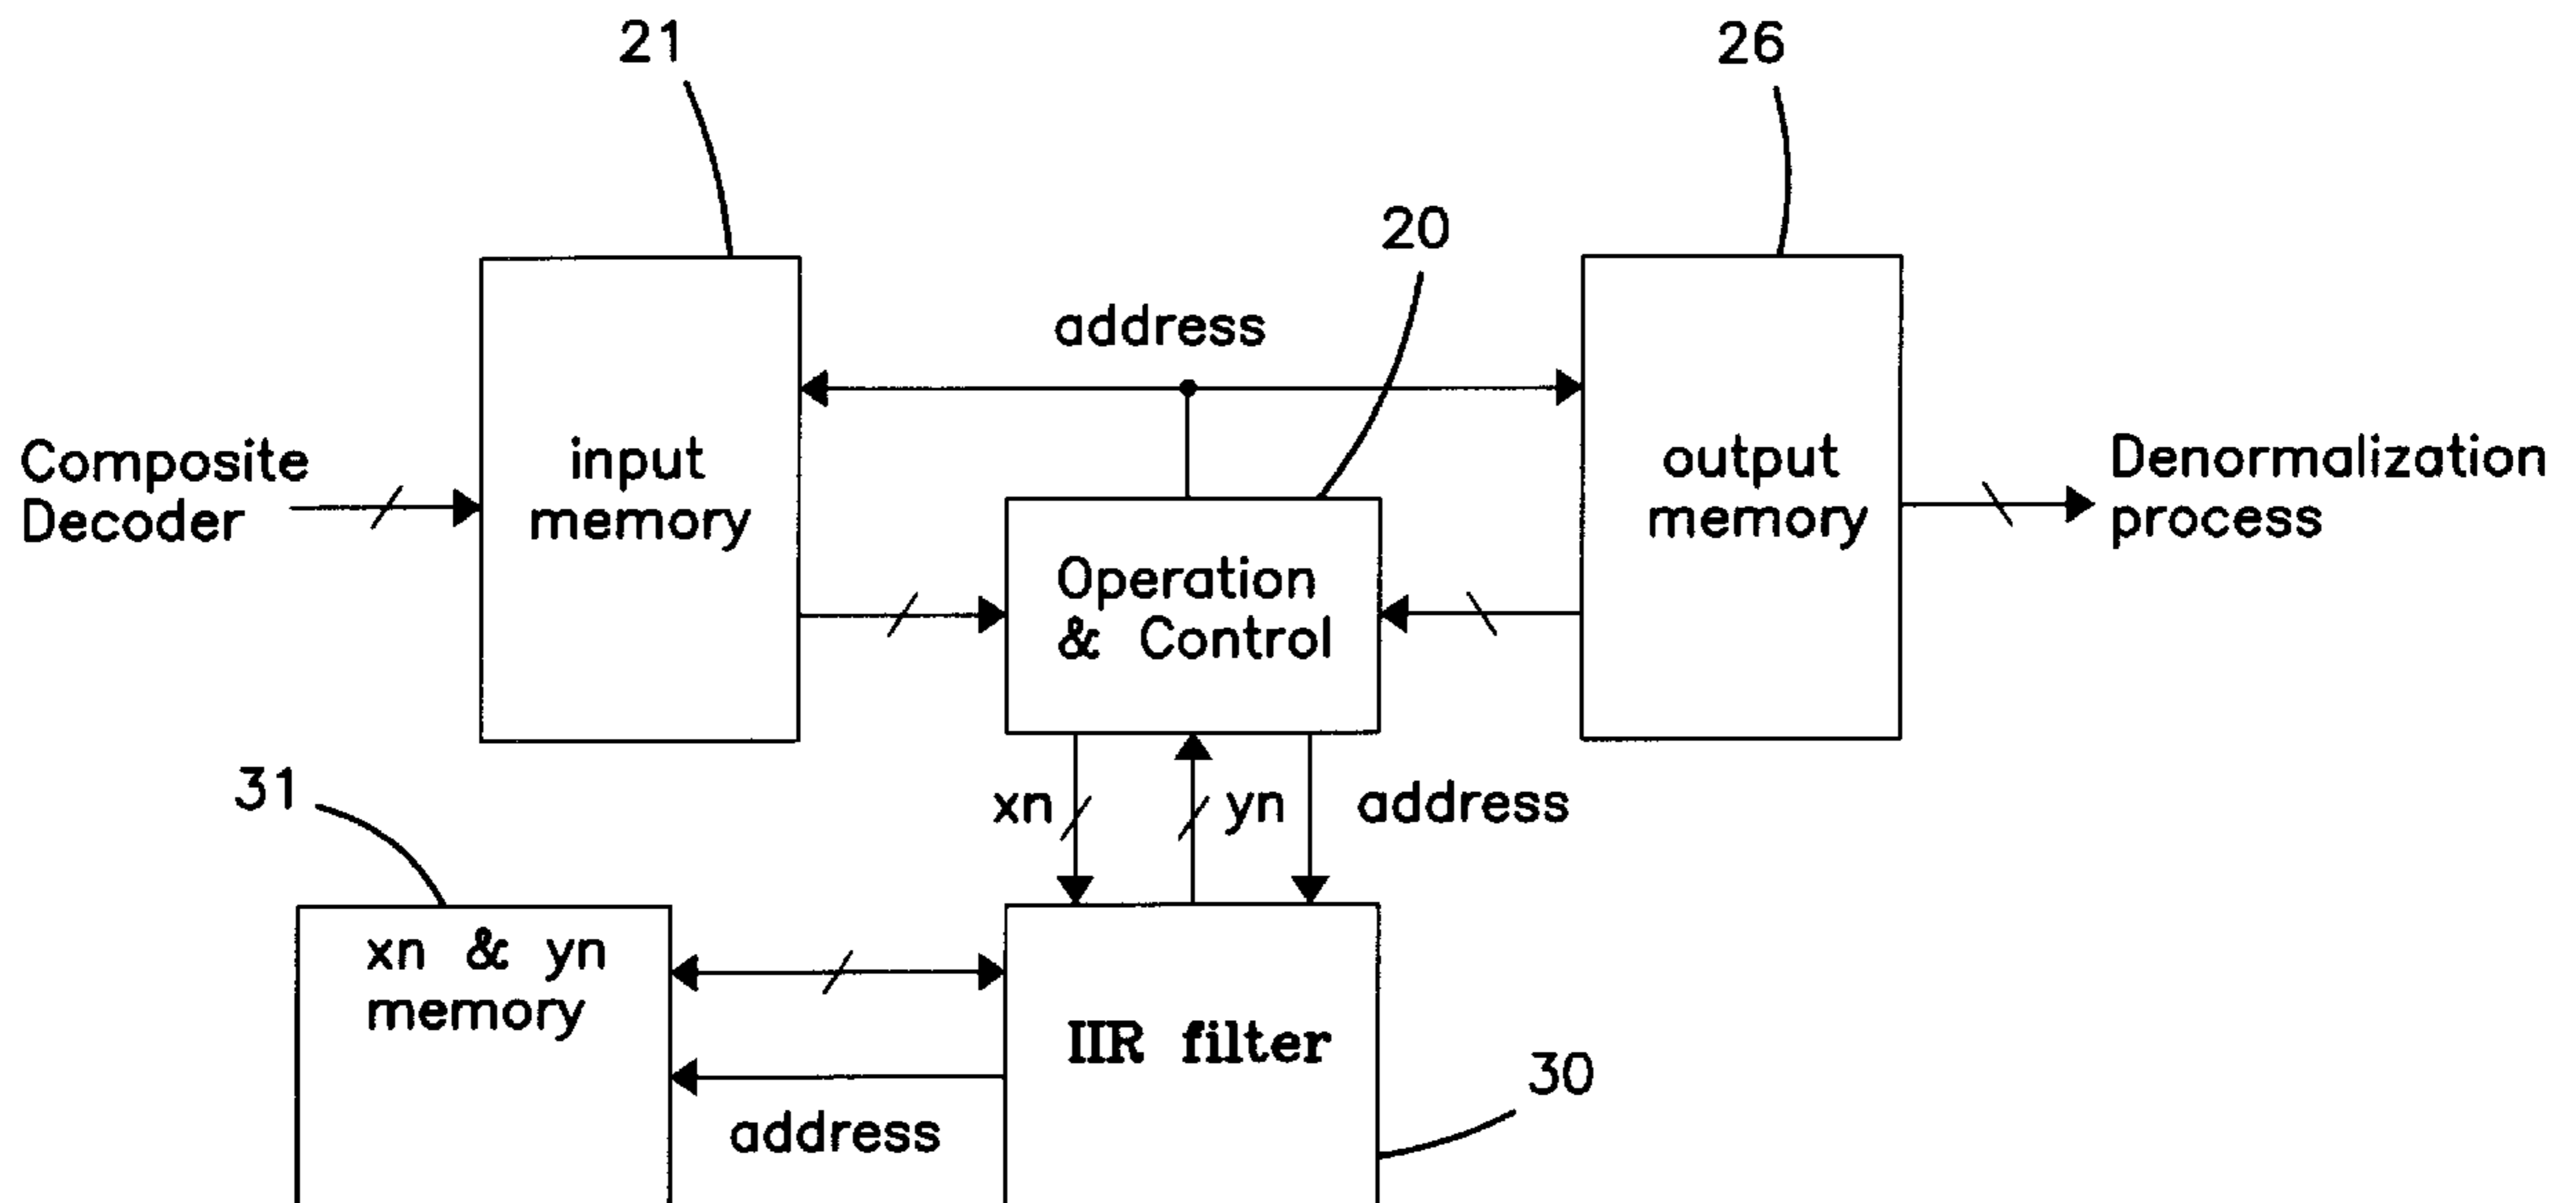 21
26
20
address
Composite
Decoder
input
memory
output
memory
Denormalization
process
Operation
& Control
31
xn
yn
address
xn & yn
memory
IIR filter
30
address